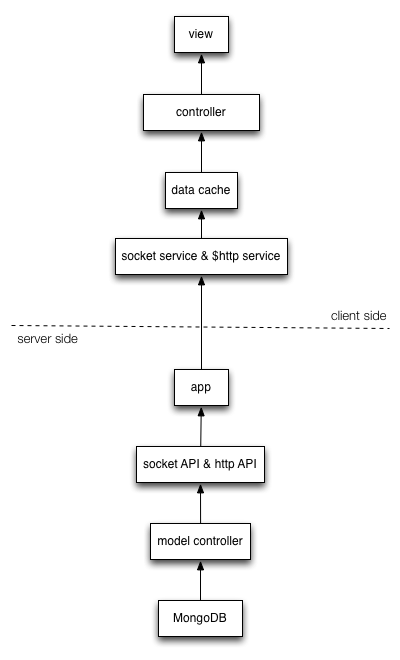 view
controller
data cache
socket service & $http service
client side
server side
app
socket API & http API
model controller
MongoDB